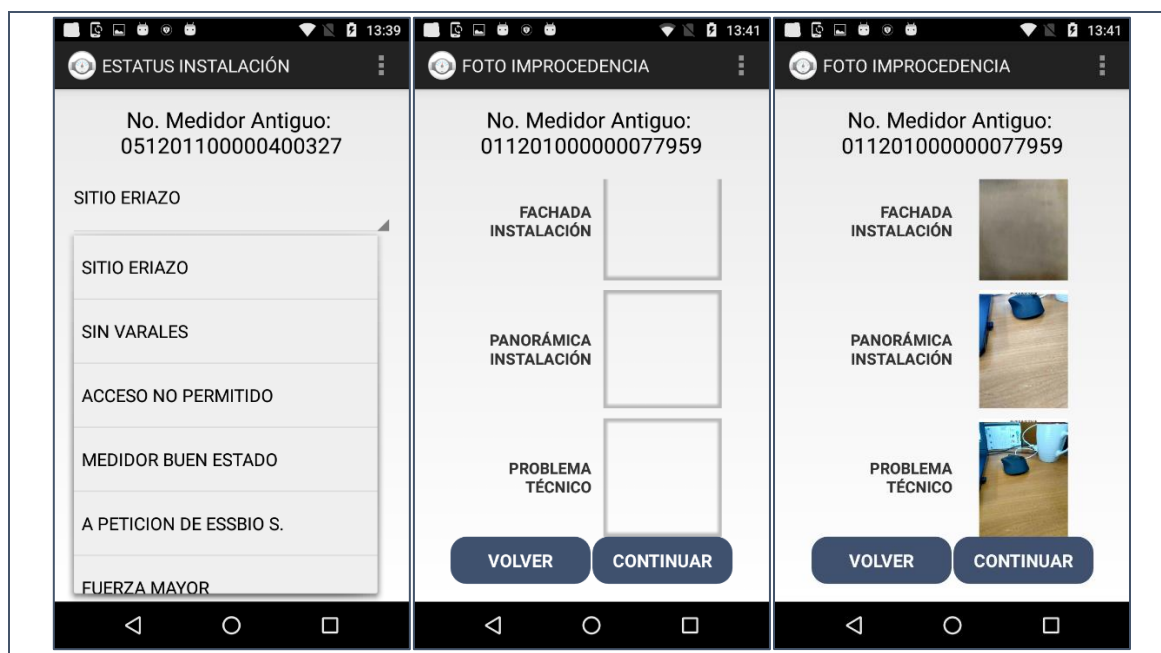 13:39
ESTATUS INSTALACIÓN
No. Medidor Antiguo:
051201100000400327
SITIO ERIAZO
SITIO ERIAZO
SIN VARALES
ACCESO NO PERMITIDO
MEDIDOR BUEN ESTADO
A PETICION DE ESSBIO S.
FUERZA MAYOR
13:41
FOTO IMPROCEDENCIA
No. Medidor Antiguo:
011201000000077959
FACHADA
INSTALACIÓN
PANORÁMICA
INSTALACIÓN
PROBLEMA
TÉCNICO
VOLVER
CONTINUAR
13:41
FOTO IMPROCEDENCIA
No. Medidor Antiguo:
011201000000077959
FACHADA
INSTALACIÓN
PANORÁMICA
INSTALACIÓN
PROBLEMA
TÉCNICO
VOLVER
CONTINUAR